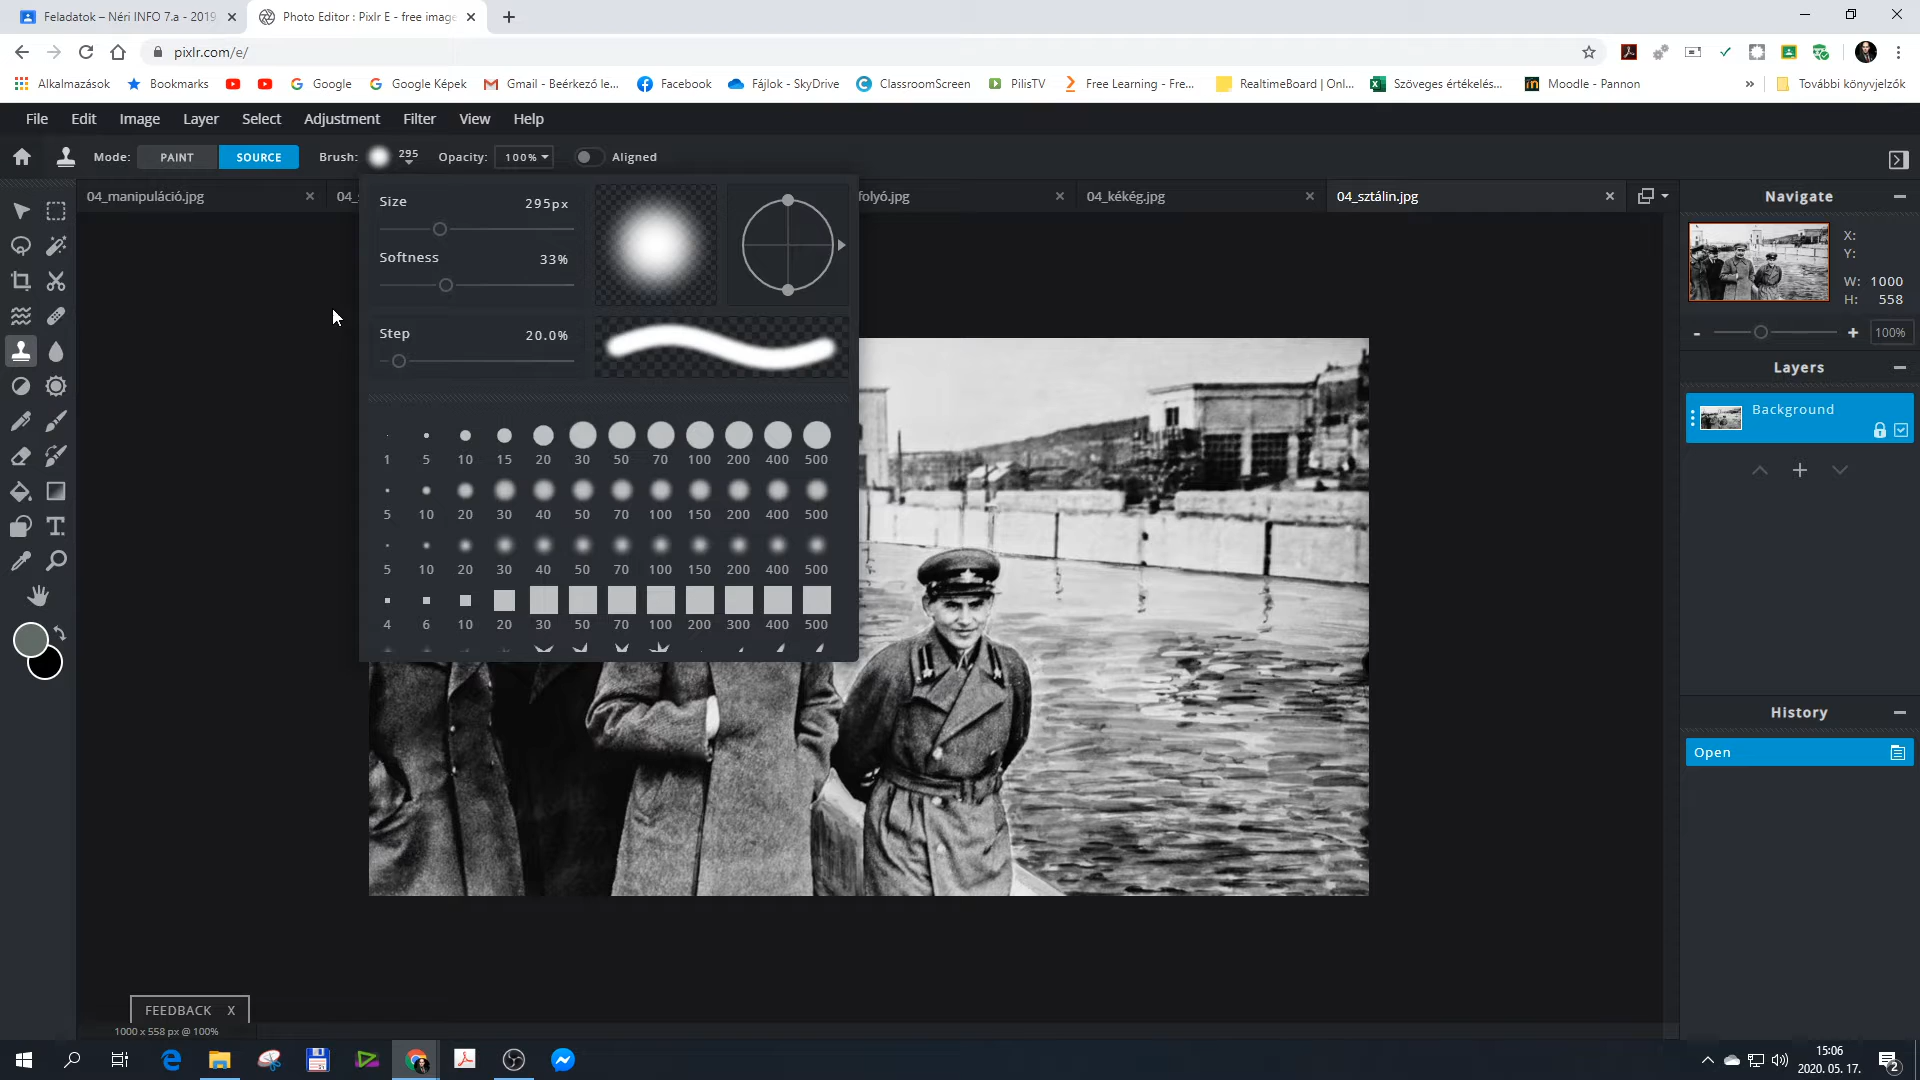 Feladatok – Néri INFO 7.a - 2019
Photo Editor : Pixlr E - free image
pixlr.com/e/
Alkalmazások
Bookmarks
Google
Google Képek
Gmail - Beérkező le...
Facebook
Fájlok - SkyDrive
ClassroomScreen
PilisTV
Free Learning - Fre...
RealtimeBoard | Onl...
Szöveges értékelés...
Moodle - Pannon
»
További könyvjelzők
File Edit Image Layer Select Adjustment Filter View Help
Mode: PAINT SOURCE Brush: 295 Opacity: 100% Aligned
04_manipuláció.jpg
04_
folyó.jpg
04_kékég.jpg
04_sztálin.jpg
Size 295px
Softness 33%
Step 20.0%
1 5 10 15 20 30 50 70 100 200 400 500
5 10 20 30 40 50 70 100 150 200 400 500
5 10 20 30 40 50 70 100 150 200 400 500
4 6 10 20 30 50 70 100 200 300 400 500
Navigate
X:
Y:
W: 1000
H: 558
- + 100%
Layers
Background
History
Open
FEEDBACK X
1000 x 558 px @ 100%
15:06
2020. 05. 17.
2